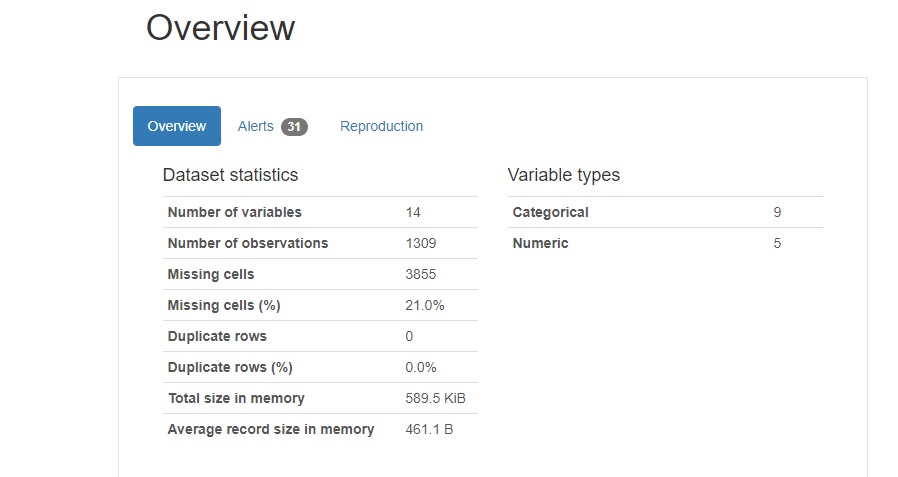 Overview
Overview Alerts 31 Reproduction
Dataset statistics
Number of variables 14
Number of observations 1309
Missing cells 3855
Missing cells (%) 21.0%
Duplicate rows 0
Duplicate rows (%) 0.0%
Total size in memory 589.5 KiB
Average record size in memory 461.1 B
Variable types
Categorical 9
Numeric 5